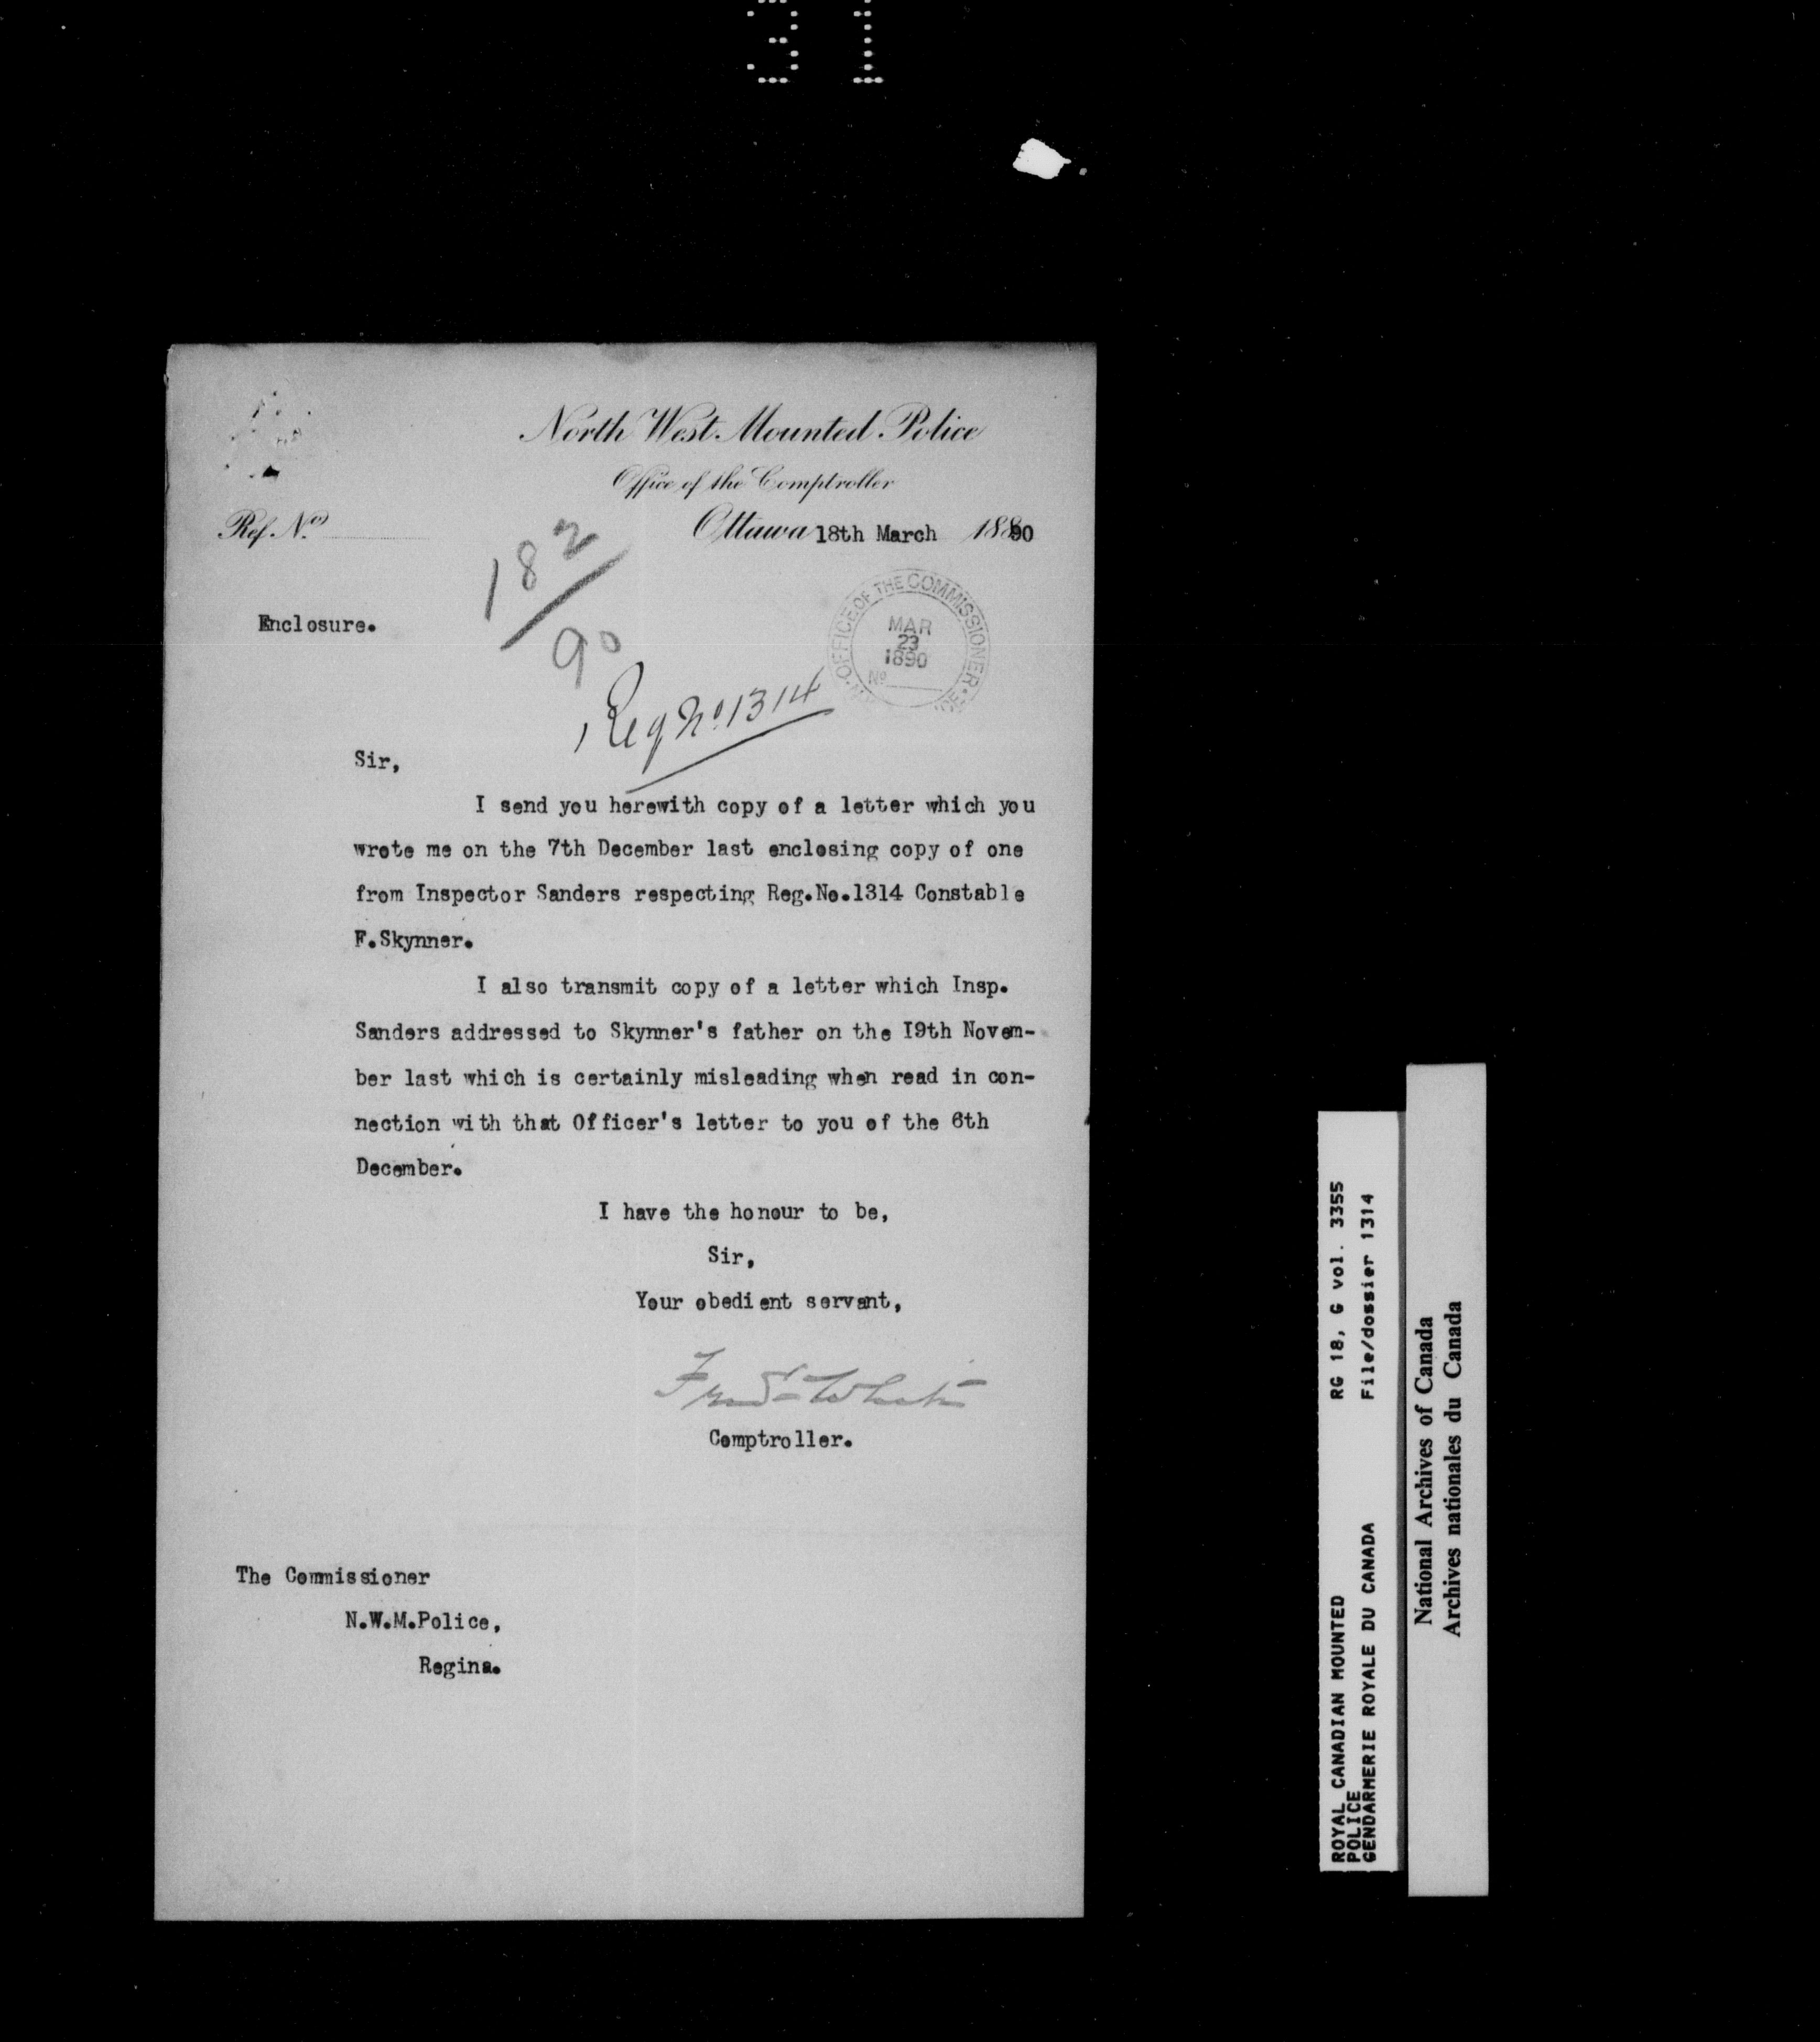 31
North West Mounted Police
Office of the Comptroller
Ref. No
Ottawa 18th March 1890
182/90
Enclosure.
OFFICE OF THE COMMISSIONER
MAR
23
1890
No
Reg No 1314
Sir,
I send you herewith copy of a letter which you
wrote me on the 7th December last enclosing copy of one
from Inspector Sanders respecting Reg.No.1314 Constable
F.Skynner.
I also transmit copy of a letter which Insp.
Sanders addressed to Skynner's father on the I9th Novem-
ber last which is certainly misleading when read in con-
nection with that Officer's letter to you of the 6th
December.
I have the honour to be,
Sir,
Your obedient servant,
Fred White
Comptroller.
The Commissioner
N.W.M.Police,
Regina.
ROYAL CANADIAN MOUNTED RG 18, G vol. 3355
POLICE
GENDARMERIE ROYALE DU CANADA File/dossier 1314
National Archives of Canada
Archives nationales du Canada